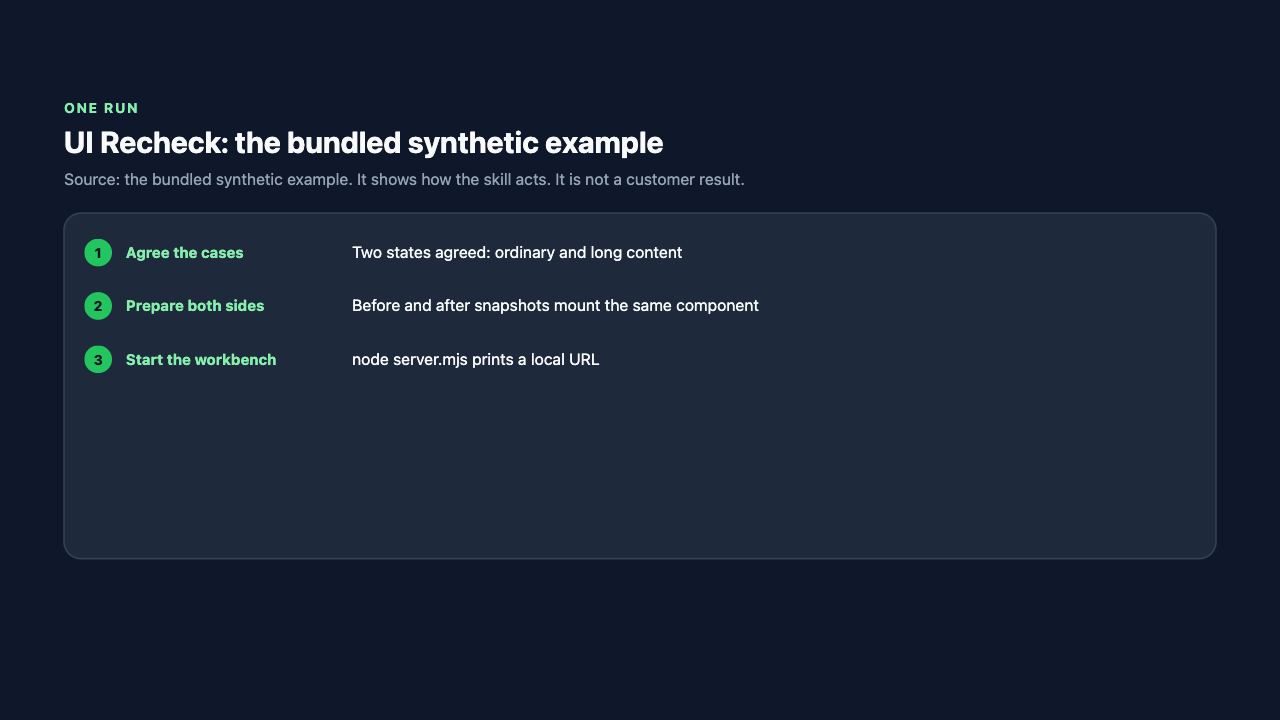 ONE RUN
UI Recheck: the bundled synthetic example
Source: the bundled synthetic example. It shows how the skill acts. It is not a customer result.
1 Agree the cases Two states agreed: ordinary and long content
2 Prepare both sides Before and after snapshots mount the same component
3 Start the workbench node server.mjs prints a local URL